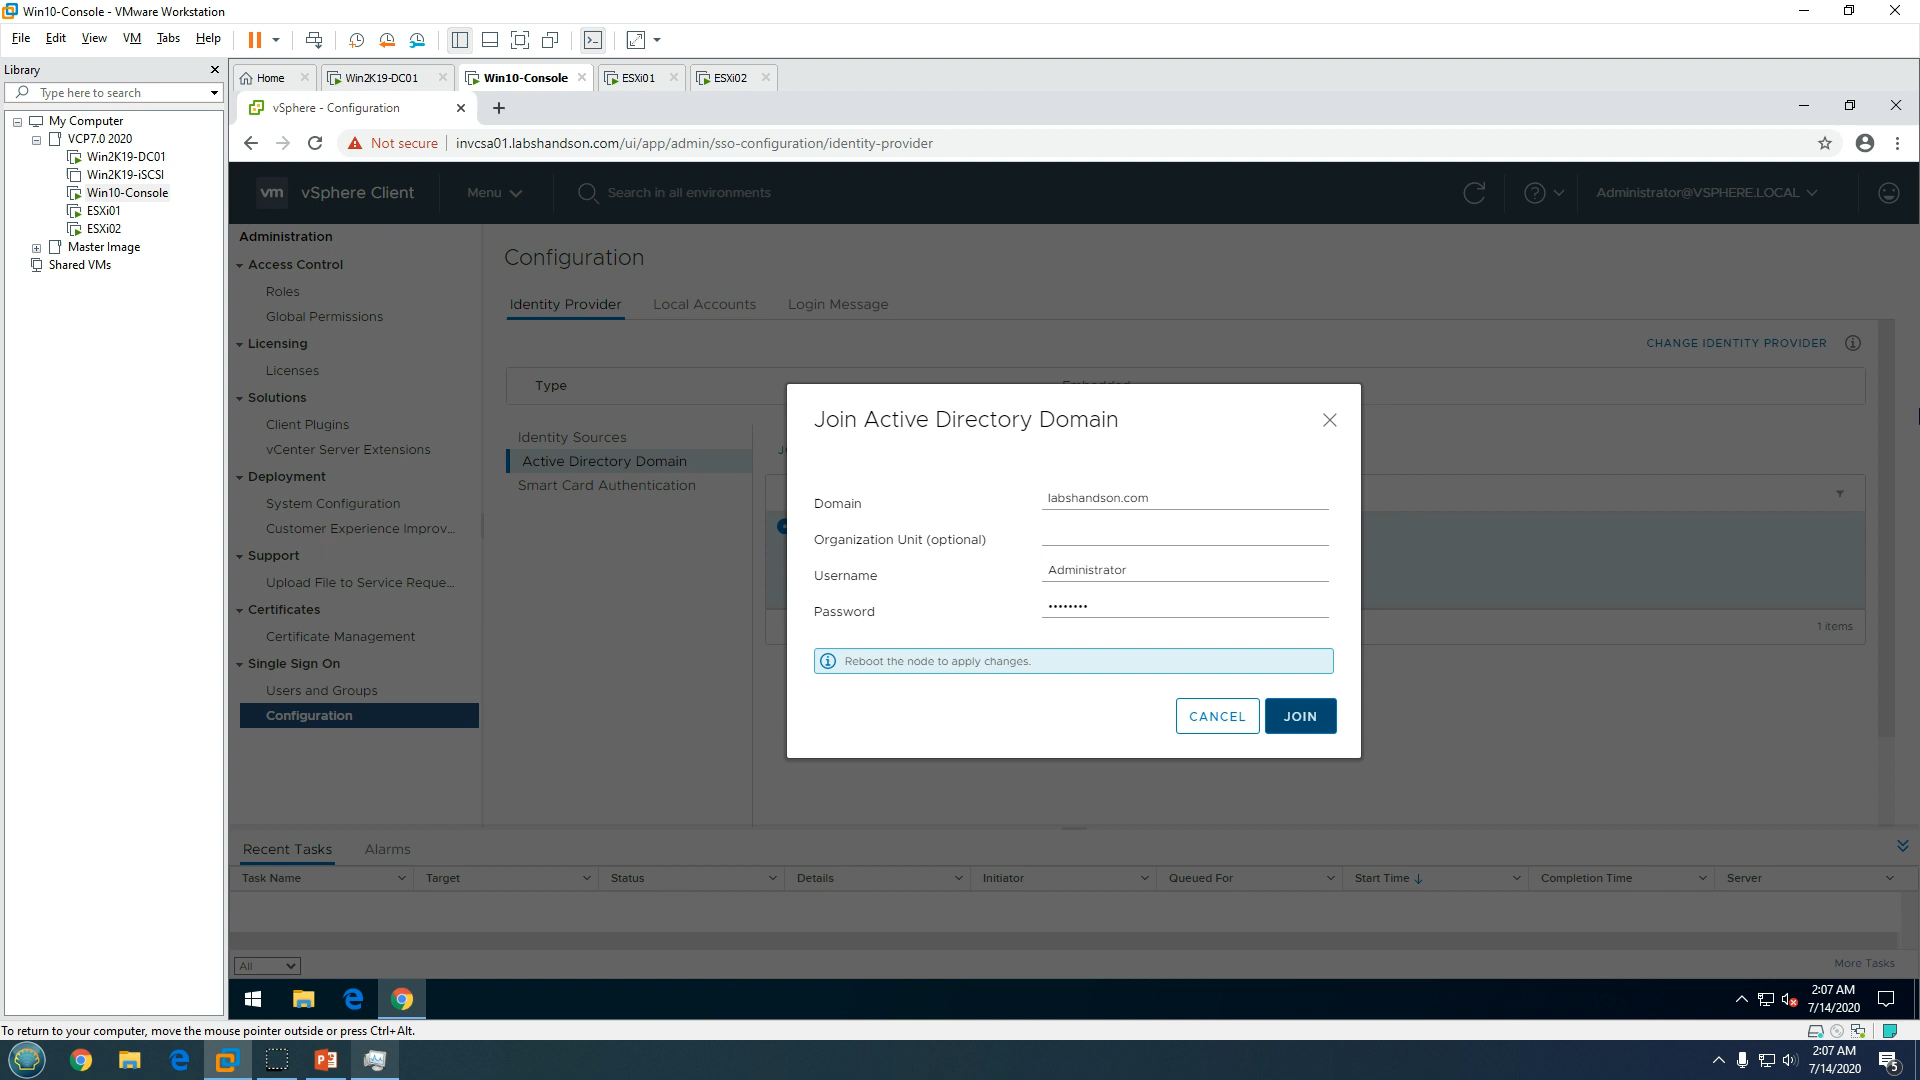 Win10-Console - VMware Workstation
File Edit View VM Tabs Help
Library
Type here to search
My Computer
VCP7.0 2020
Win2K19-DC01
Win2K19-iSCSI
Win10-Console
ESXi01
ESXi02
Master Image
Shared VMs
Home Win2K19-DC01 Win10-Console ESXi01 ESXi02
vSphere - Configuration
Not secure invcsa01.labshandson.com/ui/app/admin/sso-configuration/identity-provider
vm vSphere Client Menu Search in all environments Administrator@VSPHERE.LOCAL
Administration
Access Control
Roles
Global Permissions
Licensing
Licenses
Solutions
Client Plugins
vCenter Server Extensions
Deployment
System Configuration
Customer Experience Improv...
Support
Upload File to Service Reque...
Certificates
Certificate Management
Single Sign On
Users and Groups
Configuration
Configuration
Identity Provider Local Accounts Login Message
CHANGE IDENTITY PROVIDER
Type
Identity Sources
Active Directory Domain
Smart Card Authentication
1 items
Join Active Directory Domain
Domain labshandson.com
Organization Unit (optional)
Username Administrator
Password ••••••••
Reboot the node to apply changes.
CANCEL JOIN
Recent Tasks Alarms
Task Name Target Status Details Initiator Queued For Start Time Completion Time Server
All More Tasks
2:07 AM
7/14/2020
To return to your computer, move the mouse pointer outside or press Ctrl+Alt.
2:07 AM
7/14/2020
5